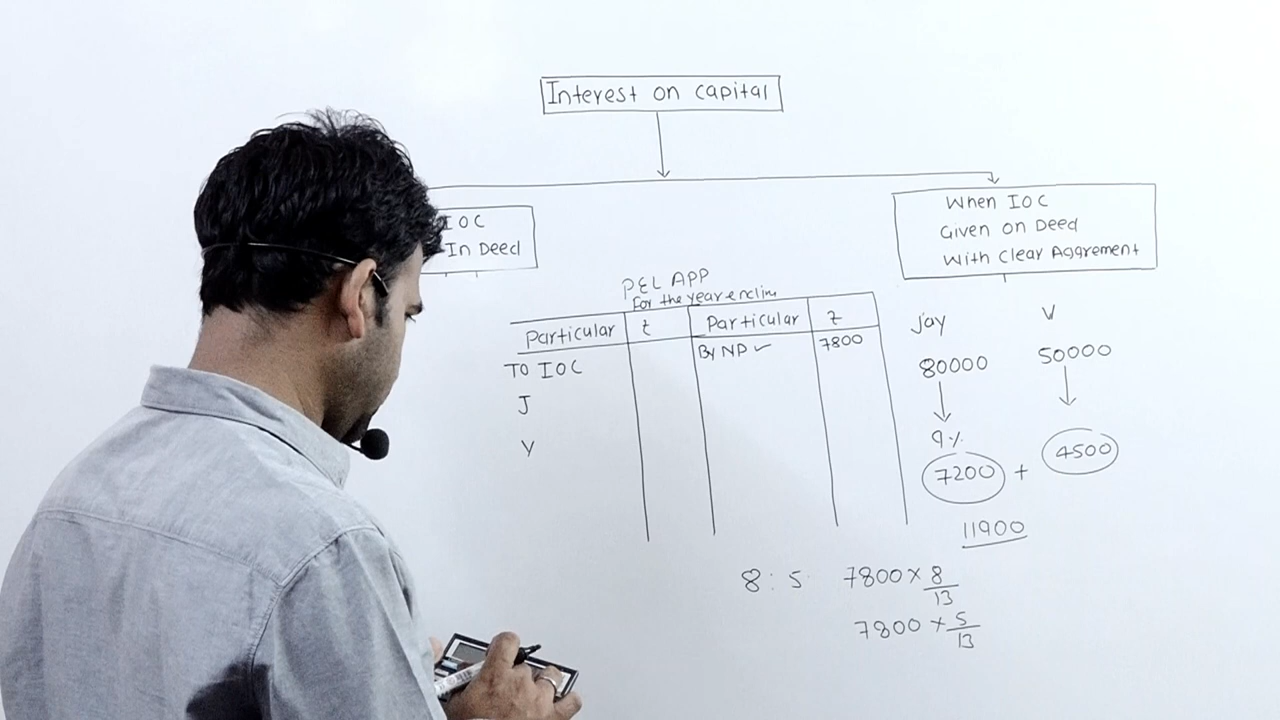 Interest on capital
IOC
In Deed
When IOC
Given on Deed
With Clear Aggrement
P&L APP
For the year endin
Particular ₹ Particular ₹
TO IOC By NP ✓ 7800
J
Y
Jay V
80000 50000
9%
7200 + 4500
11900
8 : 5 7800 × 8/13
7800 × 5/13